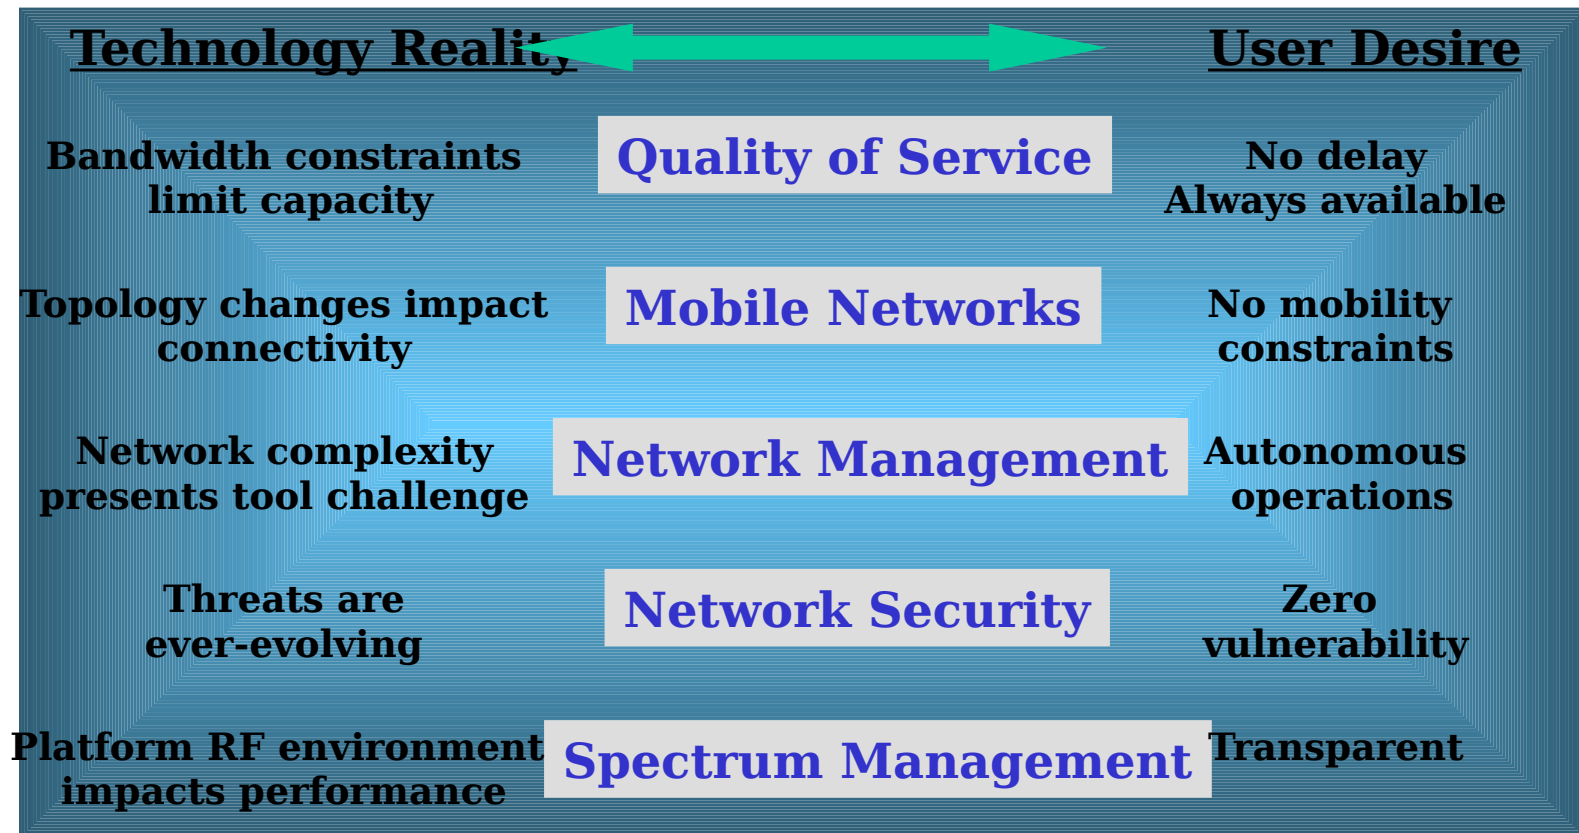 Technology Reality
User Desire
Bandwidth constraints
limit capacity
Quality of Service
No delay
Always available
Topology changes impact
connectivity
Mobile Networks
No mobility
constraints
Network complexity
presents tool challenge
Network Management
Autonomous
operations
Threats are
ever-evolving
Network Security
Zero
vulnerability
Platform RF environment
impacts performance
Spectrum Management
Transparent